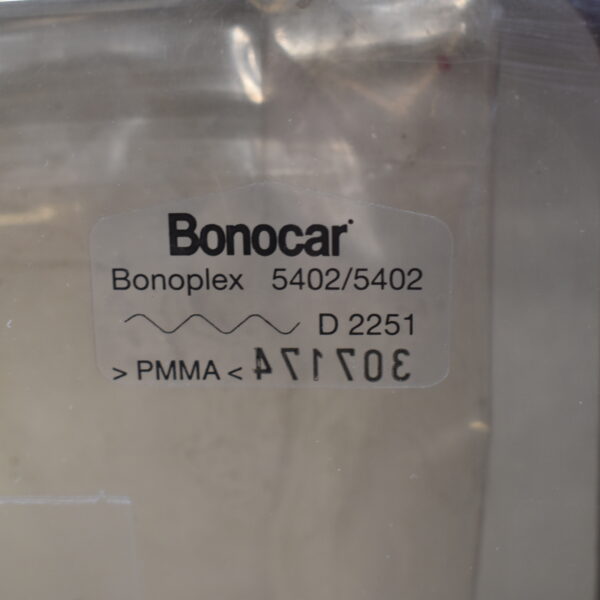 Bonocar
Bonoplex 5402/5402
D 2251
> PMMA < 307174